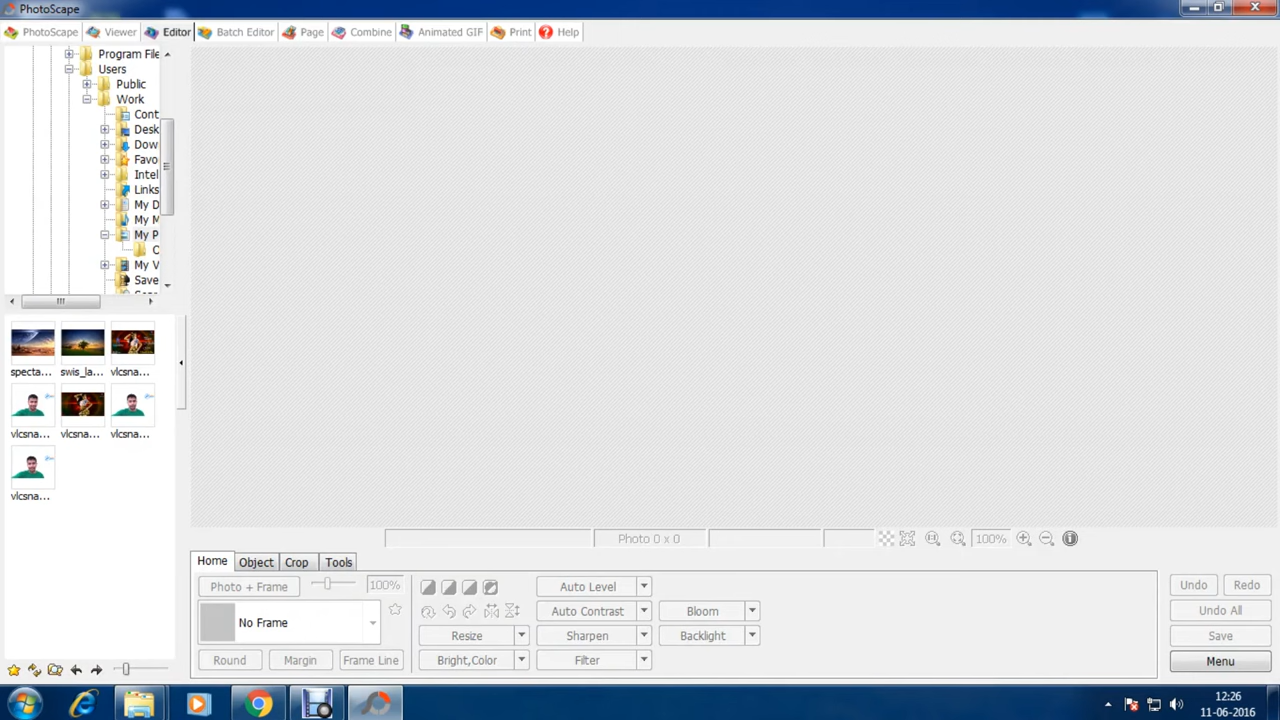 PhotoScape
PhotoScape Viewer Editor Batch Editor Page Combine Animated GIF Print Help
Program File
Users
Public
Work
Cont
Desk
Dow
Favo
Intel
Links
My D
My M
My P
C
My V
Save
specta... swis_la... vlcsna...
vlcsna... vlcsna... vlcsna...
vlcsna...
Photo 0 x 0 100%
Home Object Crop Tools
Photo + Frame 100%
No Frame
Round Margin Frame Line
Resize
Bright,Color
Auto Level
Auto Contrast
Sharpen
Filter
Bloom
Backlight
Undo Redo
Undo All
Save
Menu
12:26
11-06-2016